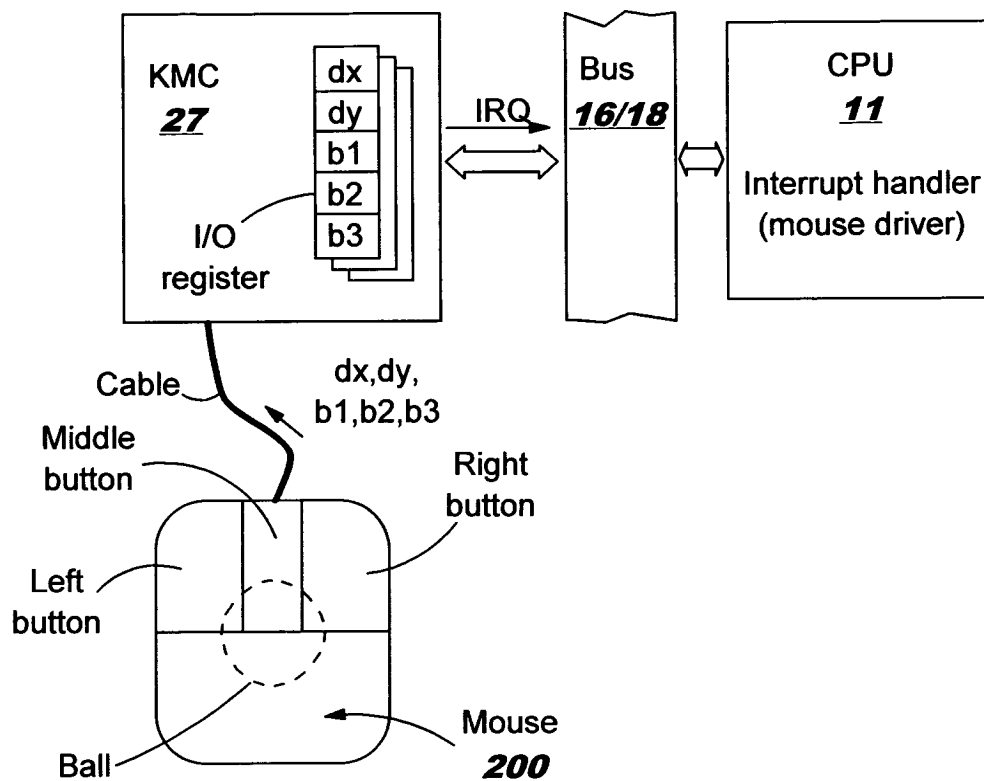 KMC
27
dx
dy
b1
b2
b3
I/O
register
IRQ
Bus
16/18
CPU
11
Interrupt handler
(mouse driver)
Cable
dx,dy,
b1,b2,b3
Middle
button
Right
button
Left
button
Ball
Mouse
200